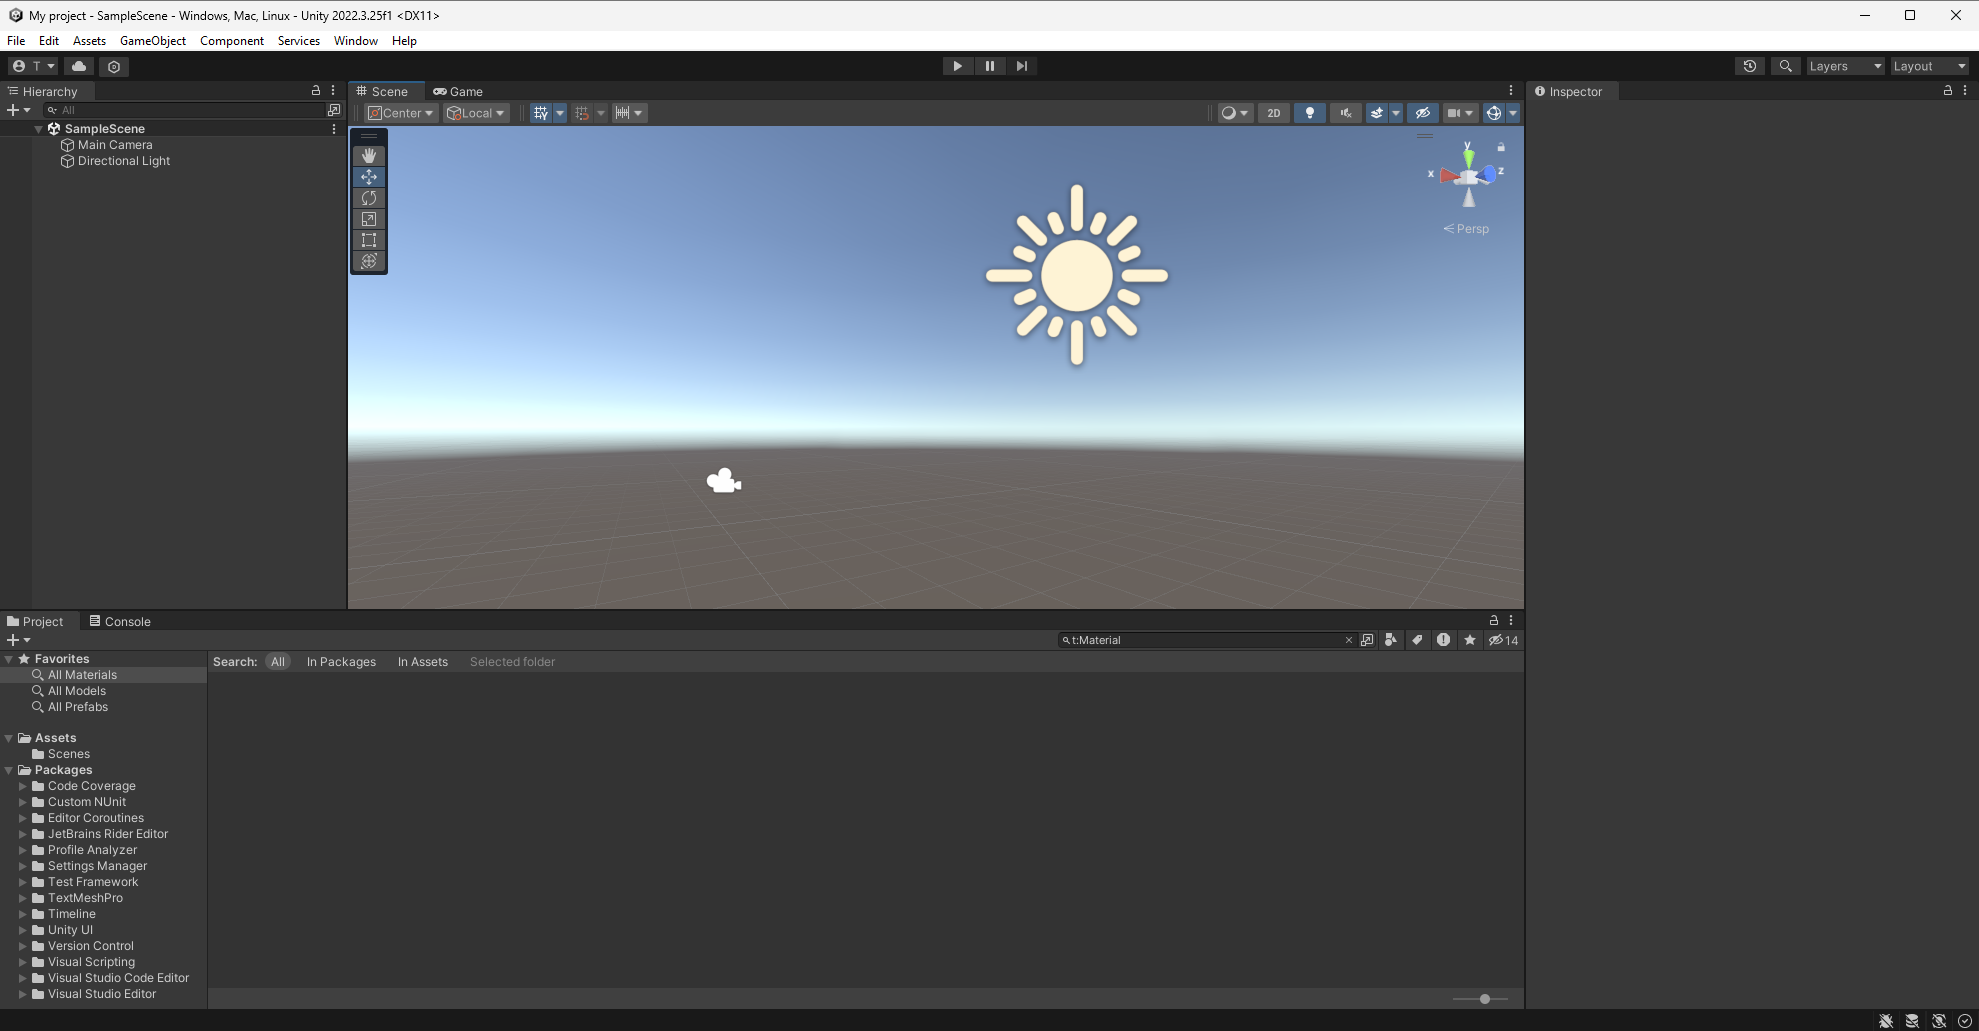 My project - SampleScene - Windows, Mac, Linux - Unity 2022.3.25f1 <DX11>
File Edit Assets GameObject Component Services Window Help
T
Layers
Layout
Hierarchy
All
SampleScene
Main Camera
Directional Light
Scene
Game
Center
Local
2D
y
x
z
Persp
Inspector
Project
Console
t:Material
14
Favorites
All Materials
All Models
All Prefabs
Assets
Scenes
Packages
Code Coverage
Custom NUnit
Editor Coroutines
JetBrains Rider Editor
Profile Analyzer
Settings Manager
Test Framework
TextMeshPro
Timeline
Unity UI
Version Control
Visual Scripting
Visual Studio Code Editor
Visual Studio Editor
Search: All In Packages In Assets Selected folder